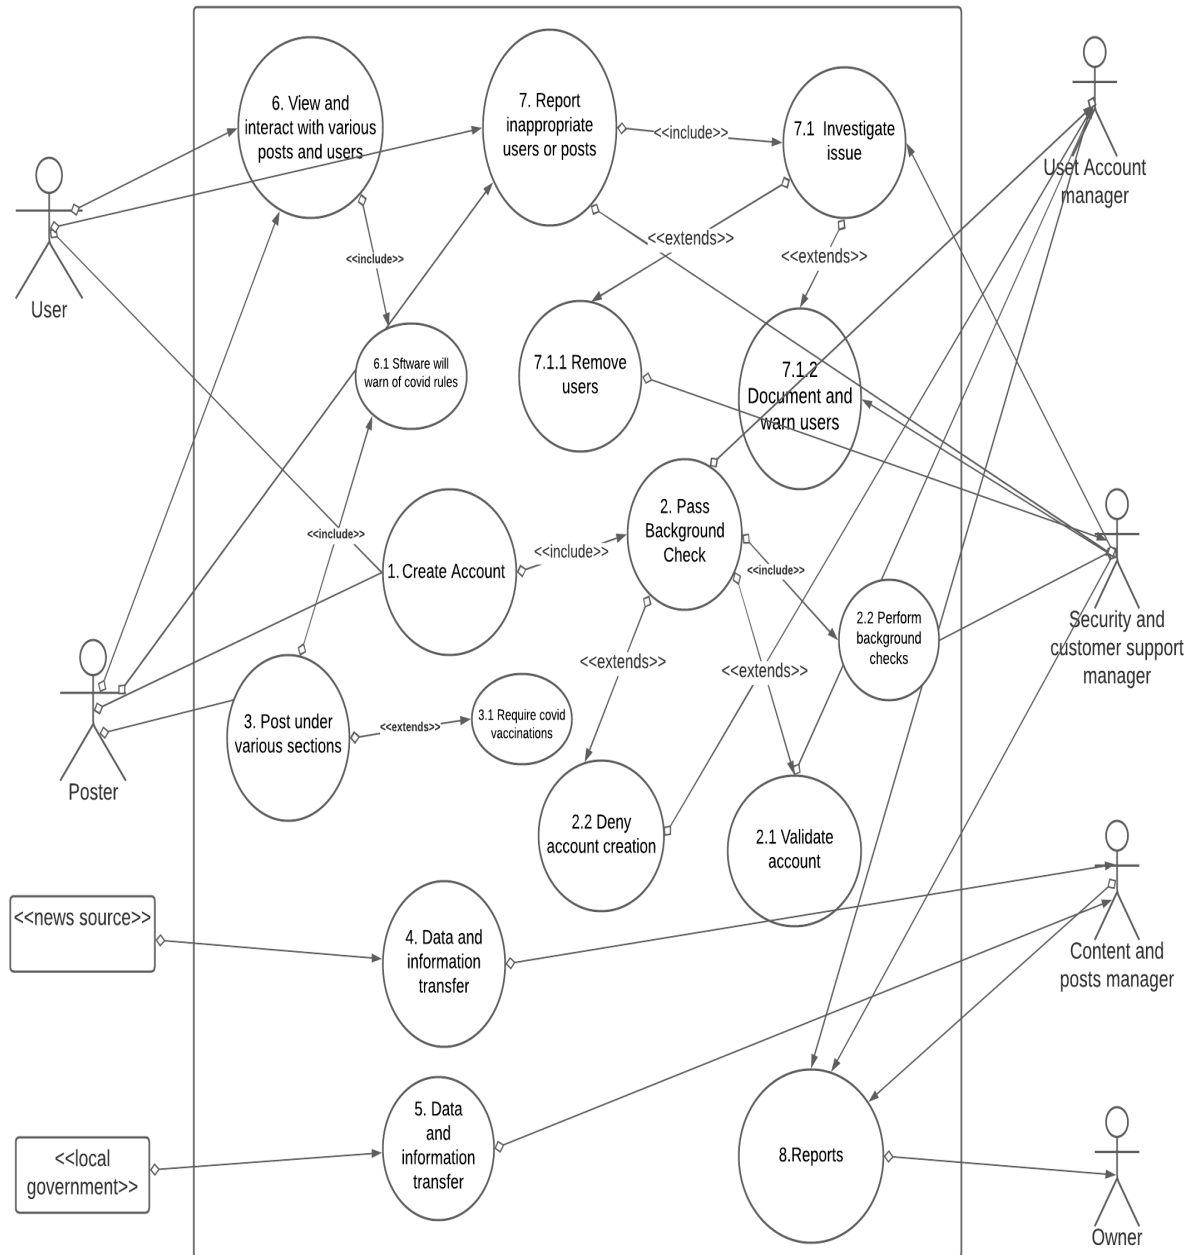 6. View and
interact with various
posts and users
7. Report
inappropriate
users or posts
<<include>>
7.1 Investigate
issue
Uset Account
manager
User
<<include>>
<<extends>>
<<extends>>
6.1 Sftware will
warn of covid rules
7.1.1 Remove
users
7.1.2
Document and
warn users
<<include>>
1. Create Account
<<include>>
2. Pass
Background
Check
<<include>>
2.2 Perform
background
checks
Security and
customer support
manager
<<extends>>
<<extends>>
Poster
3. Post under
various sections
<<extends>>
3.1 Require covid
vaccinations
2.2 Deny
account creation
2.1 Validate
account
<<news source>>
4. Data and
information
transfer
Content and
posts manager
<<local
government>>
5. Data
and
information
transfer
8.Reports
Owner